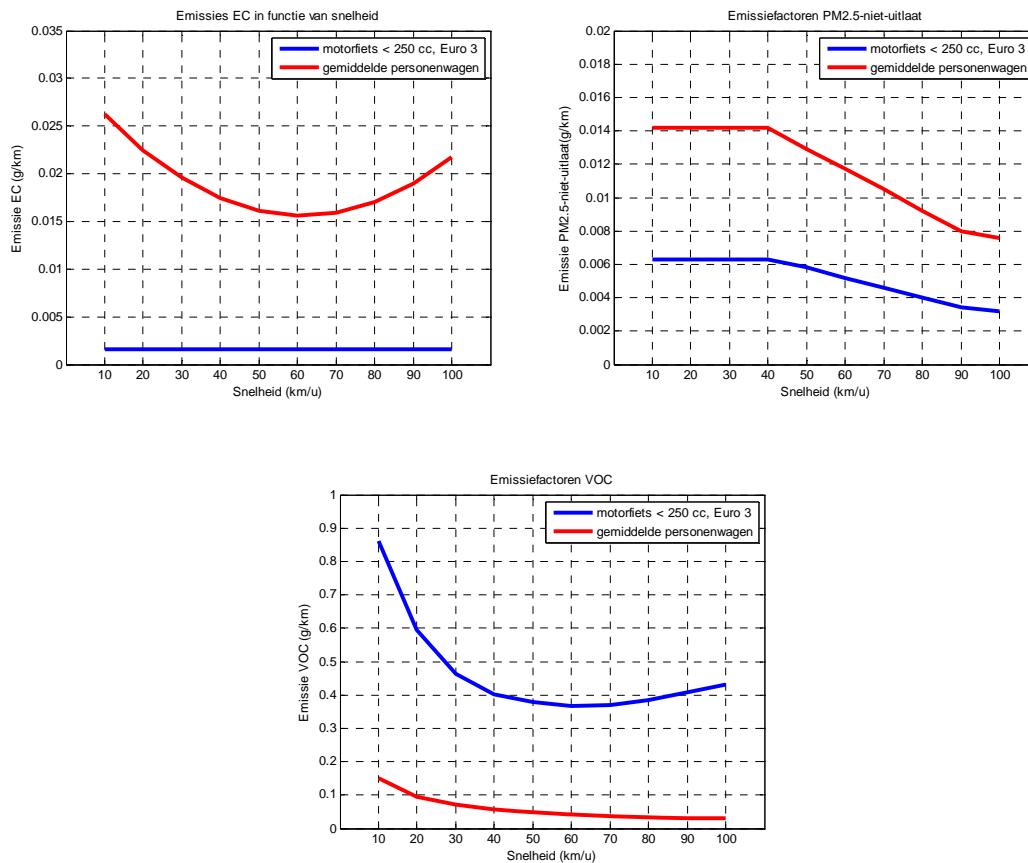 Emissies EC in functie van snelheid
0.035
0.03
0.025
0.02
0.015
0.01
0.005
0
Emissie EC (g/km)
motorfiets < 250 cc, Euro 3
gemiddelde personenwagen
10 20 30 40 50 60 70 80 90 100
Snelheid (km/u)
Emissiefactoren PM2.5-niet-uitlaat
0.02
0.018
0.016
0.014
0.012
0.01
0.008
0.006
0.004
0.002
0
Emissie PM2.5-niet-uitlaat(g/km)
motorfiets < 250 cc, Euro 3
gemiddelde personenwagen
10 20 30 40 50 60 70 80 90 100
Snelheid (km/u)
Emissiefactoren VOC
1
0.9
0.8
0.7
0.6
0.5
0.4
0.3
0.2
0.1
0
Emissie VOC (g/km)
motorfiets < 250 cc, Euro 3
gemiddelde personenwagen
10 20 30 40 50 60 70 80 90 100
Snelheid (km/u)